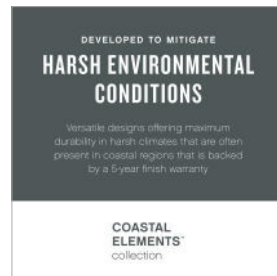 DEVELOPED TO MITIGATE
HARSH ENVIRONMENTAL
CONDITIONS
Versatile designs offering maximum
durability in harsh climates that are often
present in coastal regions that is backed
by a 5-year finish warranty
COASTAL
ELEMENTS™
collection